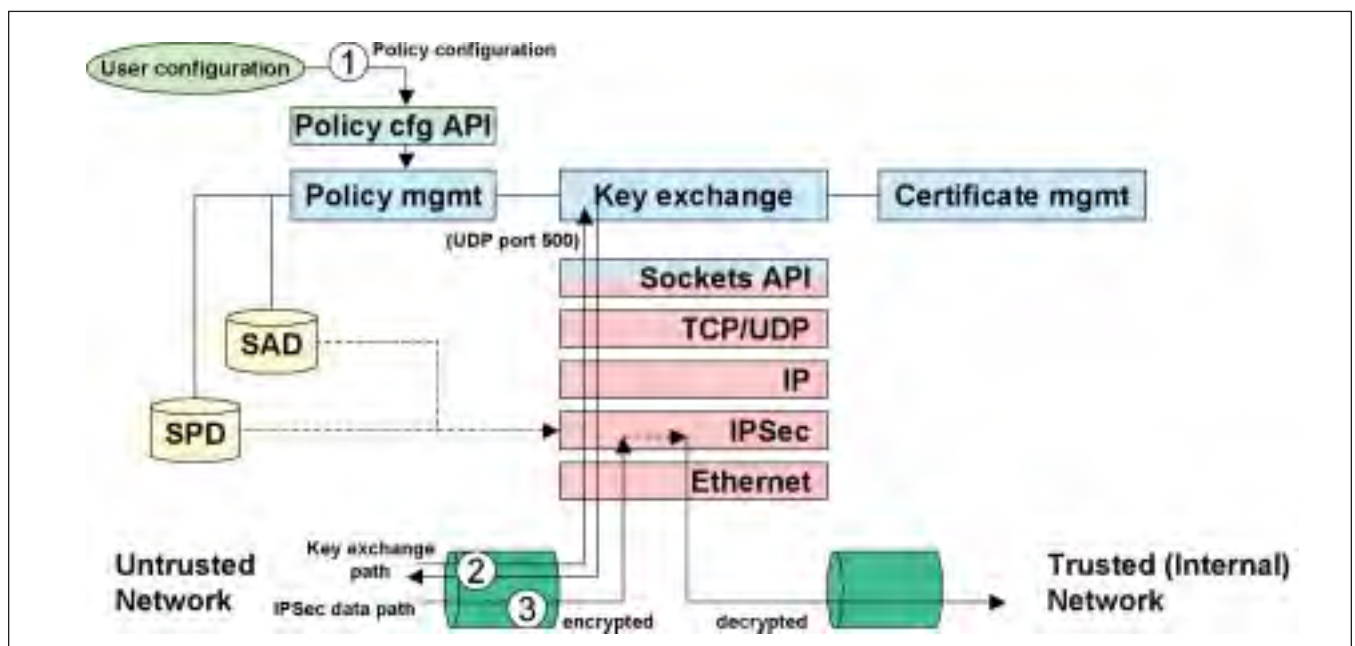 User configuration
1
Policy configuration
Policy cfg API
Policy mgmt
Key exchange
Certificate mgmt
(UDP port 500)
Sockets API
SAD
TCP/UDP
IP
SPD
IPSec
Ethernet
Untrusted
Network
Key exchange
path
2
IPSec data path
3
encrypted
decrypted
Trusted (Internal)
Network